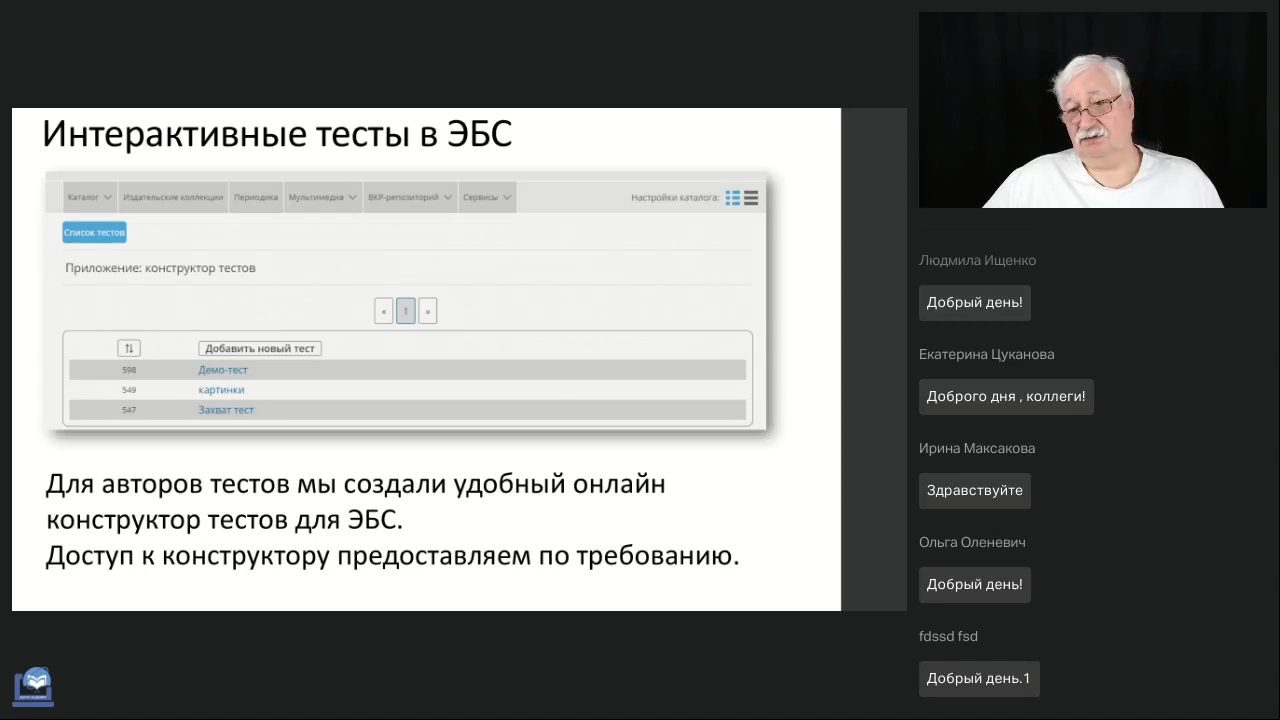 Интерактивные тесты в ЭБС
Каталог Издательские коллекции Периодика Мультимедиа ВКР-репозиторий Сервисы Настройки каталога:
Список тестов
Приложение: конструктор тестов
« 1 »
Добавить новый тест
598 Демо-тест
549 картинки
547 Захват тест
Для авторов тестов мы создали удобный онлайн
конструктор тестов для ЭБС.
Доступ к конструктору предоставляем по требованию.
Людмила Ищенко
Добрый день!
Екатерина Цуканова
Доброго дня , коллеги!
Ирина Максакова
Здравствуйте
Ольга Оленевич
Добрый день!
fdssd fsd
Добрый день.1